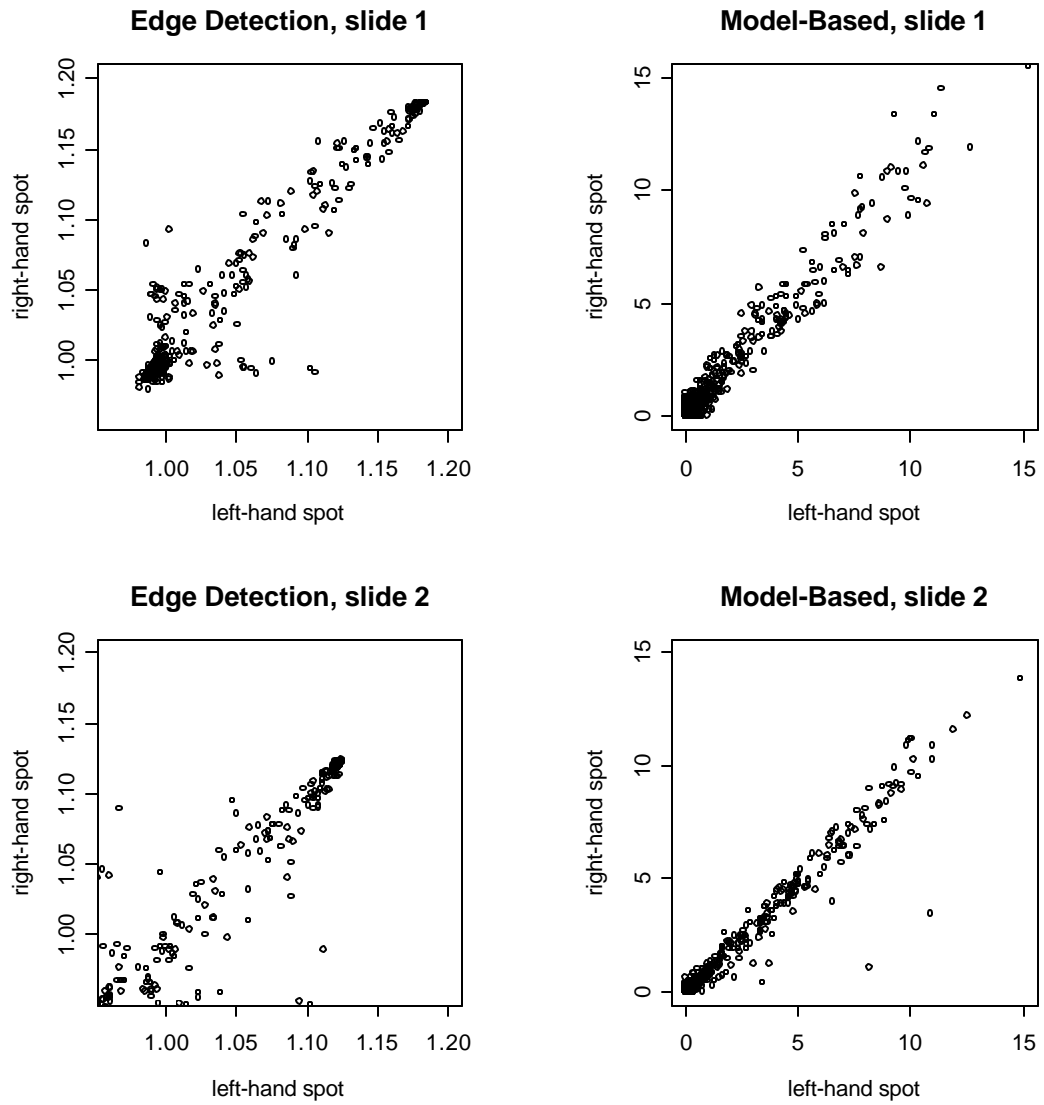 Edge Detection, slide 1
right-hand spot
1.00 1.05 1.10 1.15 1.20
1.00 1.05 1.10 1.15 1.20
left-hand spot
Model-Based, slide 1
right-hand spot
0 5 10 15
0 5 10 15
left-hand spot
Edge Detection, slide 2
right-hand spot
1.00 1.05 1.10 1.15 1.20
1.00 1.05 1.10 1.15 1.20
left-hand spot
Model-Based, slide 2
right-hand spot
0 5 10 15
0 5 10 15
left-hand spot